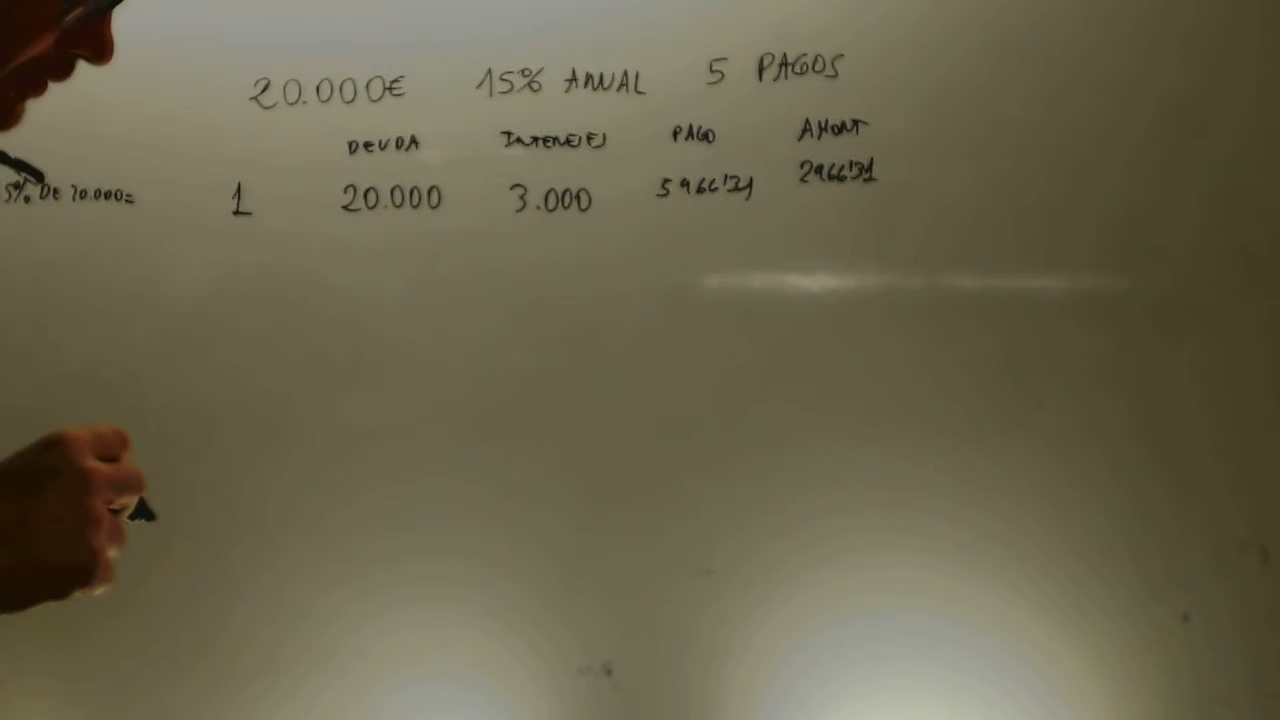 20.000€ 15% ANUAL 5 PAGOS
DEUDA INTERESES PAGO AMORT
5% DE 20.000= 1 20.000 3.000 5966'31 2966'31